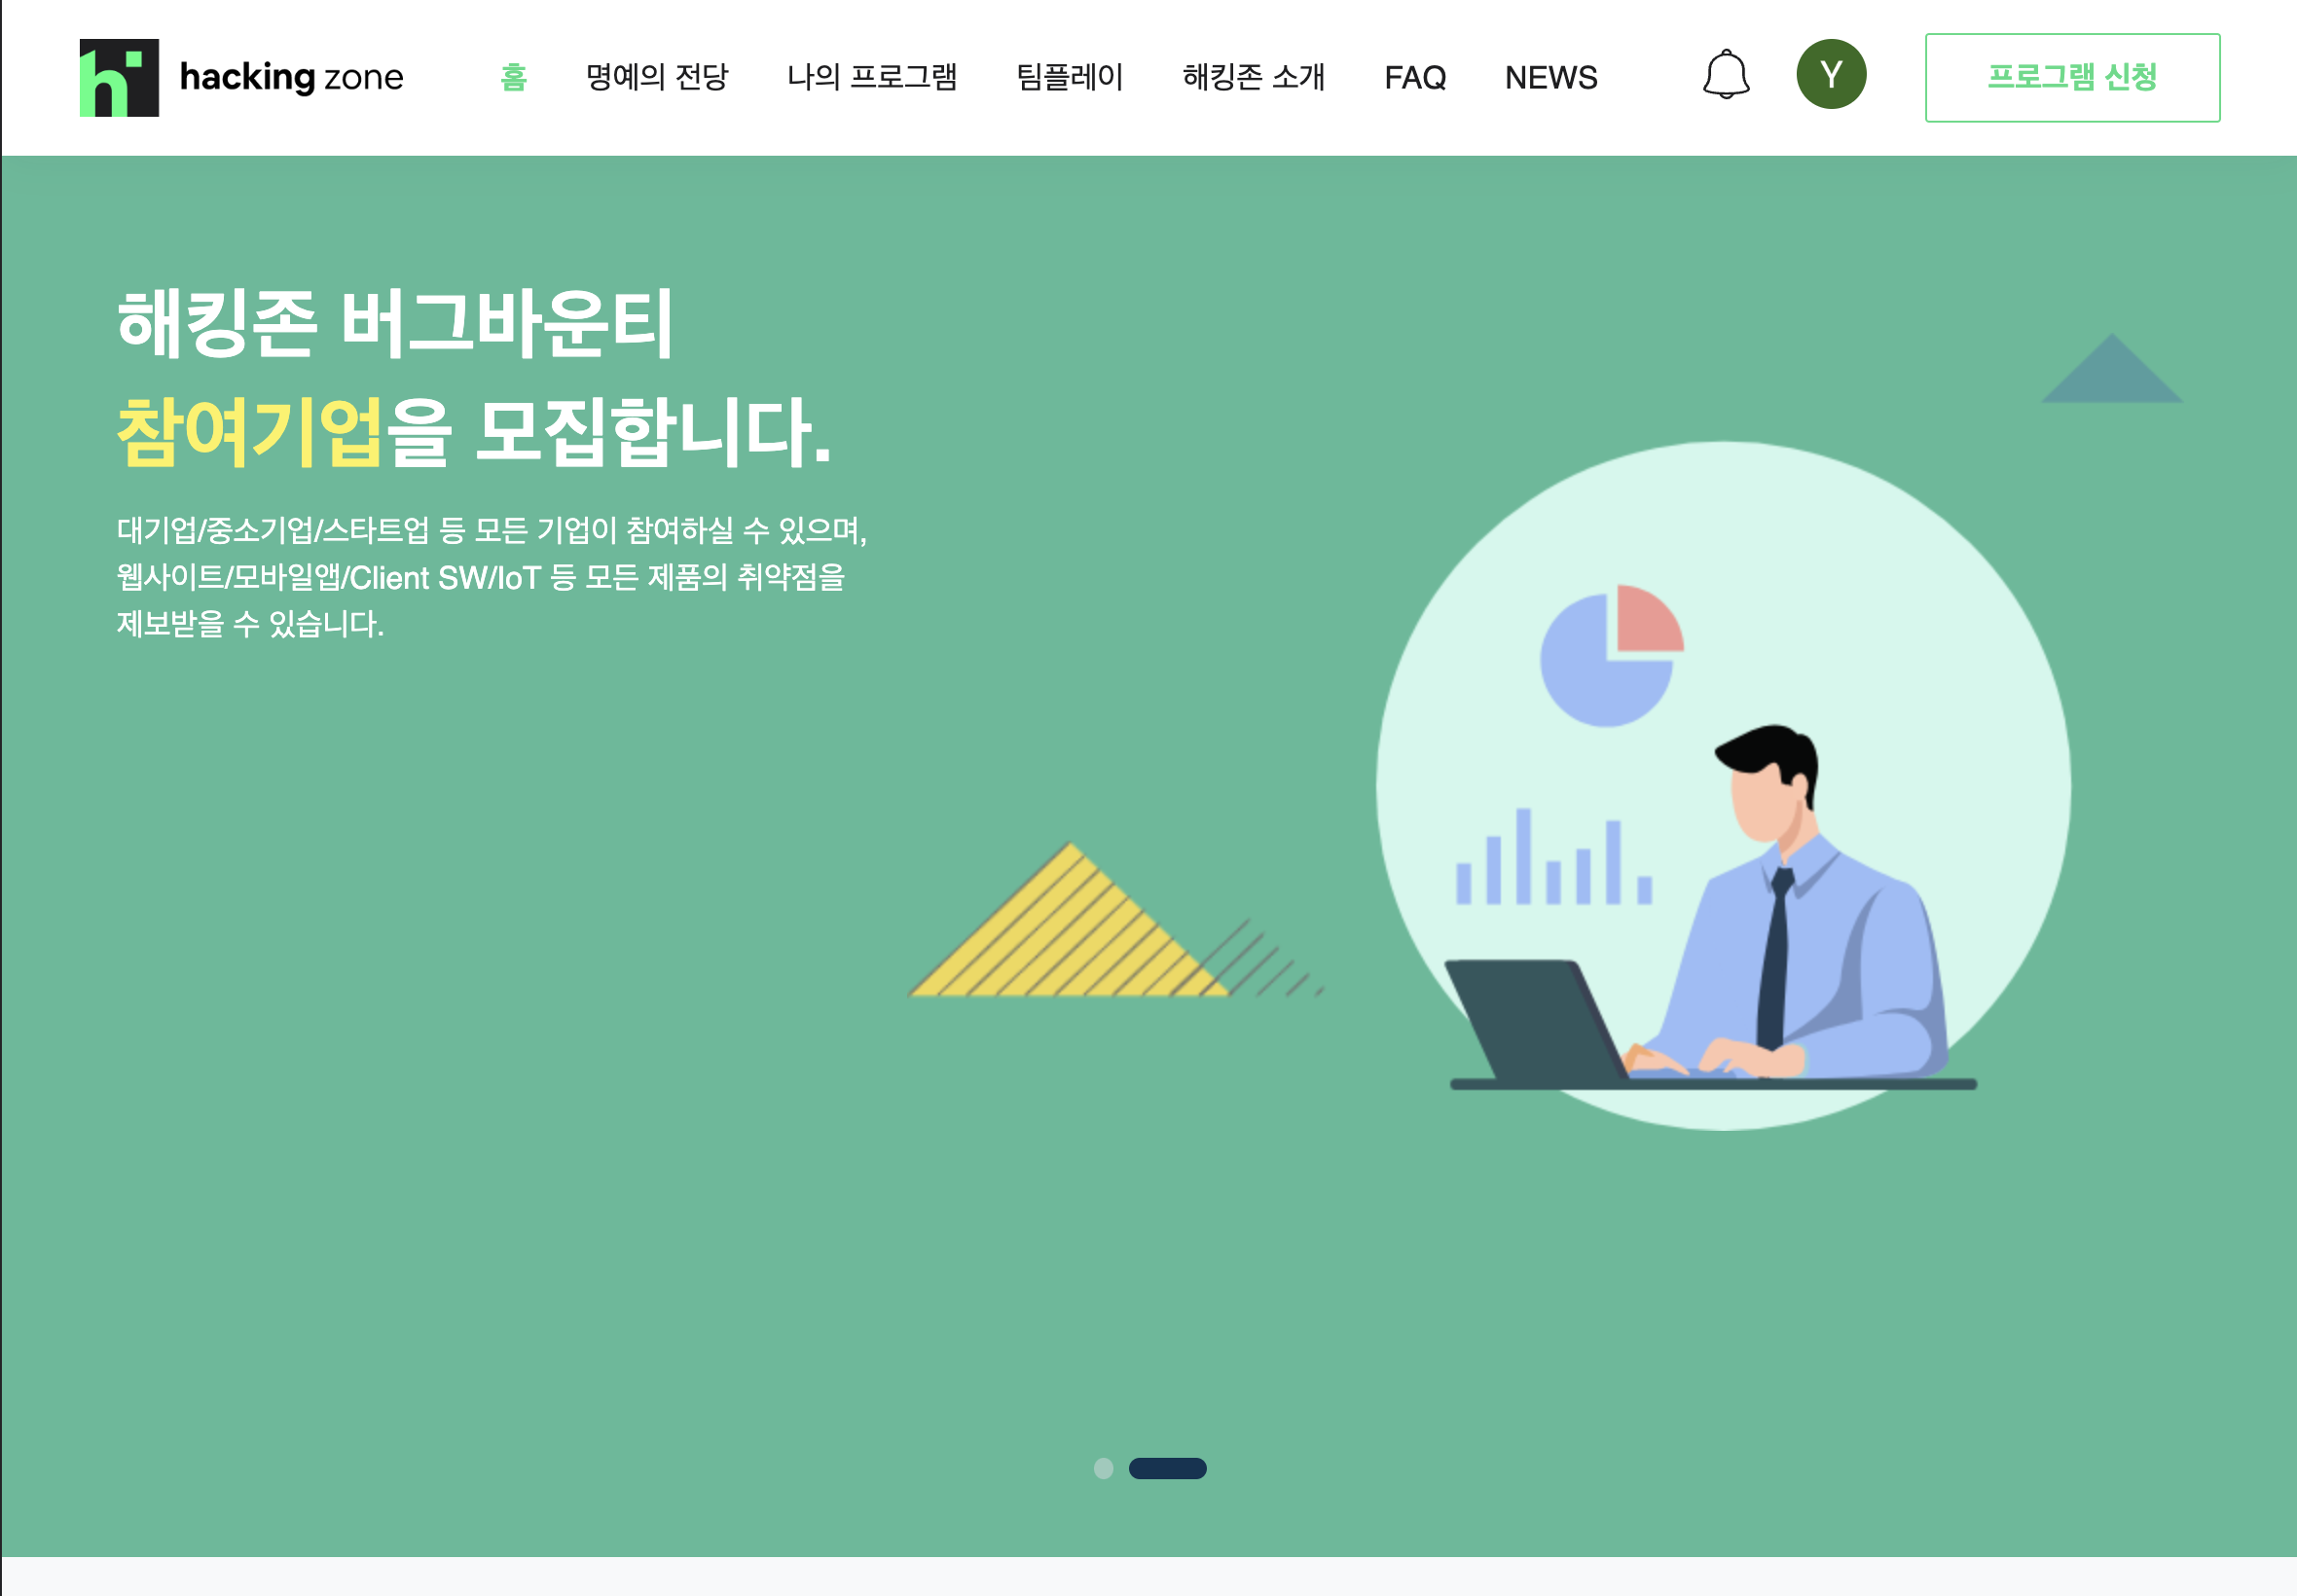 hacking zone
홈 명예의 전당 나의 프로그램 팀플레이 해킹존 소개 FAQ NEWS Y 프로그램 신청
해킹존 버그바운티
참여기업을 모집합니다.
대기업/중소기업/스타트업 등 모든 기업이 참여하실 수 있으며,
웹사이트/모바일앱/Client SW/IoT 등 모든 제품의 취약점을
제보받을 수 있습니다.